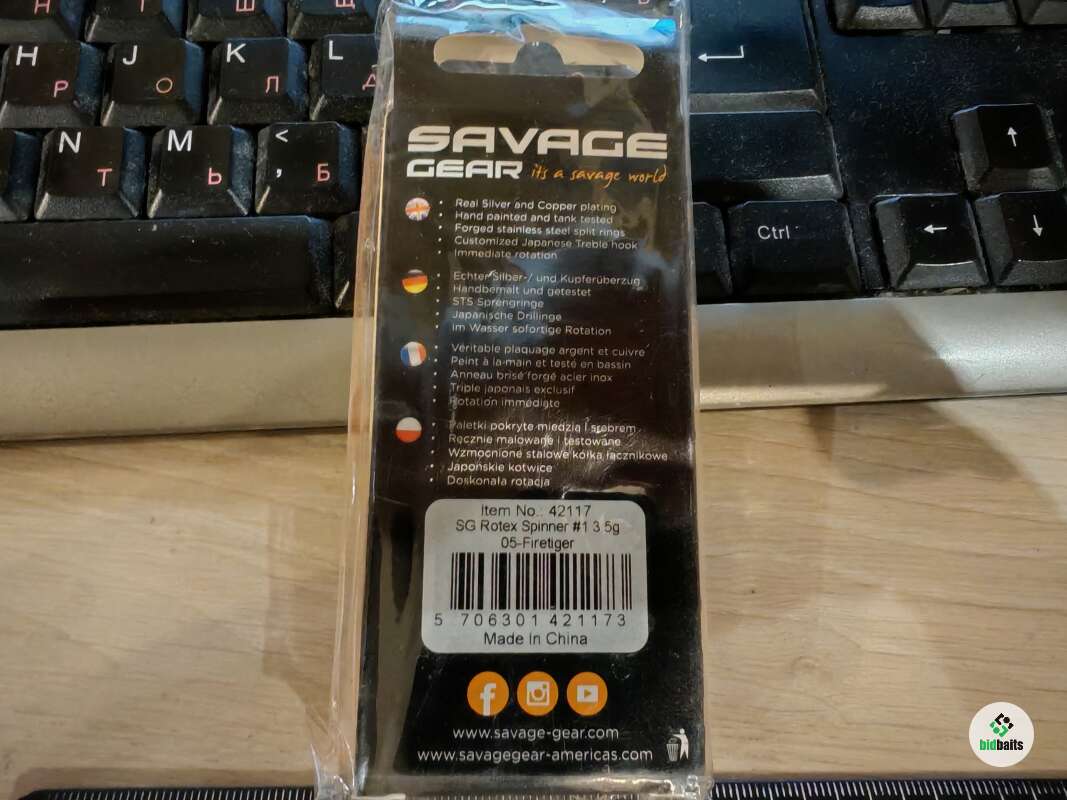 Н
Г
Ш
Щ
H Р
J О
K Л
L Д
N Т
M Ь
< , Б
Ctrl
SAVAGE
GEAR its a savage world
• Real Silver and Copper plating
• Hand painted and tank tested
• Forged stainless steel split rings
• Customized Japanese Treble hook
• Immediate rotation
• Echter Silber-/ und Kupferüberzug
• Handbemalt und getestet
• STS Sprengringe
• Japanische Drillinge
• im Wasser sofortige Rotation
• Véritable plaquage argent et cuivre
• Peint à la main et testé en bassin
• Anneau brisé forgé acier inox
• Triple japonais exclusif
• Rotation immédiate
• Paletki pokryte miedzią i srebrem
• Ręcznie malowane i testowane
• Wzmocnione stalowe kółka łącznikowe
• Japońskie kotwice
• Doskonała rotacja
Item No.: 42117
SG Rotex Spinner #1 3.5g
05-Firetiger
5 706301 421173
Made In China
www.savage-gear.com
www.savagegear-americas.com
bidbaits